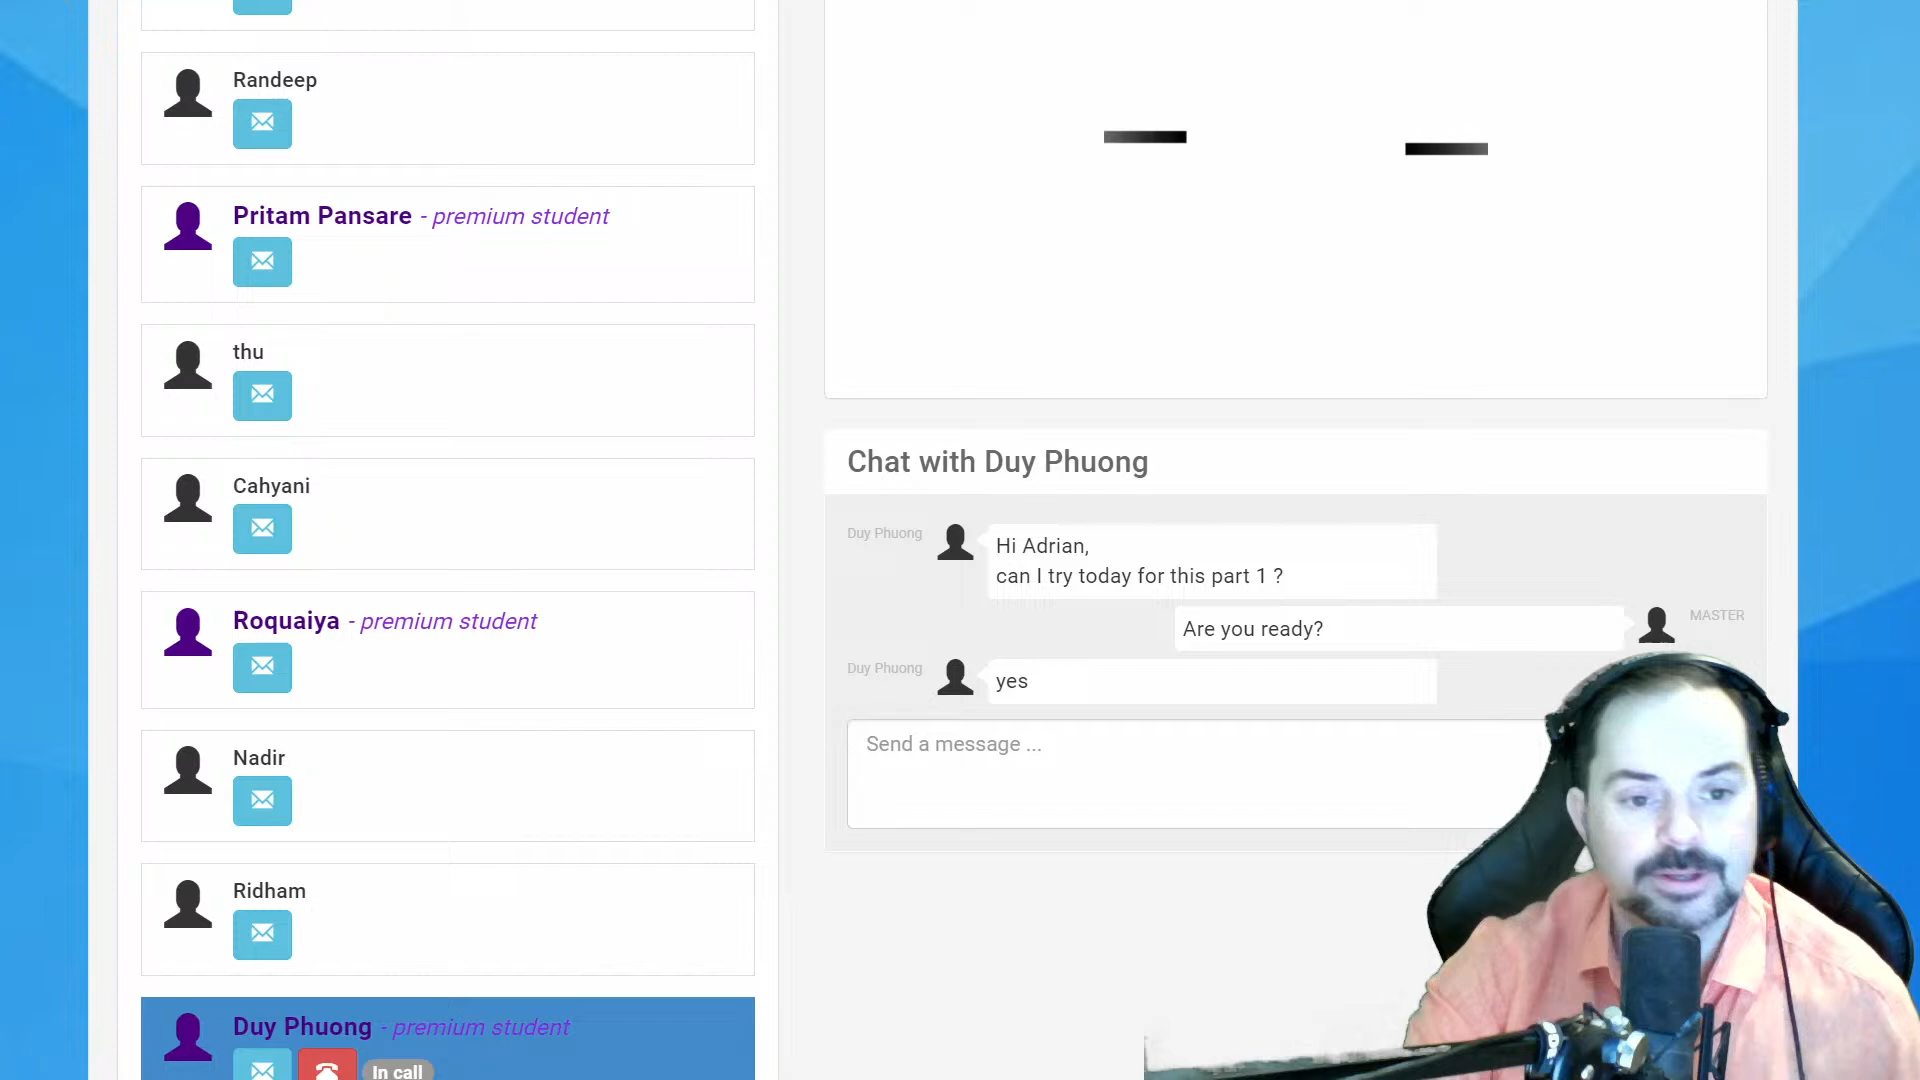 Randeep
Pritam Pansare - premium student
thu
Cahyani
Roquaiya - premium student
Nadir
Ridham
Duy Phuong - premium student
In call
Chat with Duy Phuong
Duy Phuong
Hi Adrian,
can I try today for this part 1 ?
MASTER
Are you ready?
Duy Phuong
yes
Send a message ...